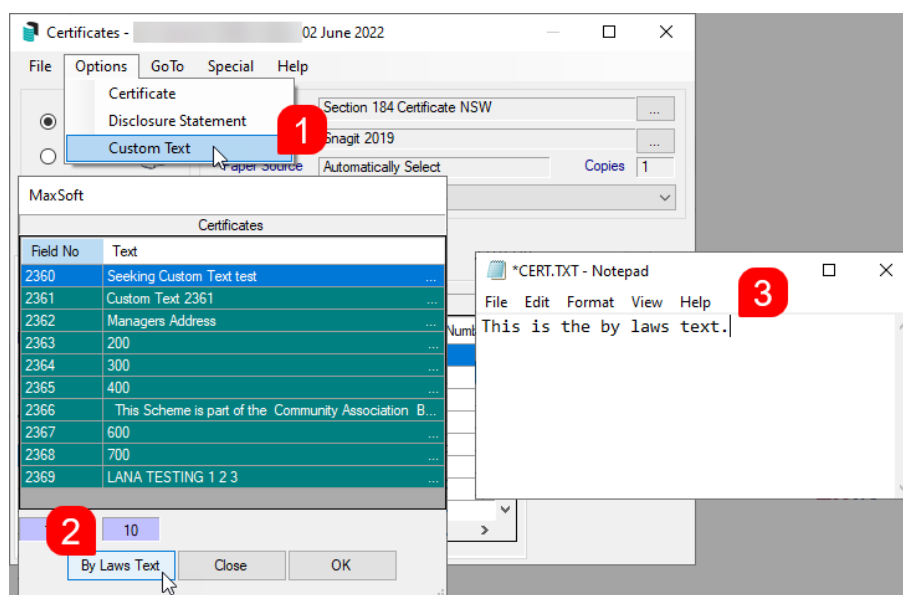 Certificates - 02 June 2022
File Options GoTo Special Help
Certificate
Disclosure Statement
Custom Text
1
Section 184 Certificate NSW
...
Snagit 2019
...
Paper Source Automatically Select Copies 1
MaxSoft
Certificates
Field No Text
2360 Seeking Custom Text test ...
2361 Custom Text 2361 ...
2362 Managers Address ...
2363 200 ...
2364 300 ...
2365 400 ...
2366 This Scheme is part of the Community Association B...
2367 600 ...
2368 700 ...
2369 LANA TESTING 1 2 3 ...
2
10
By Laws Text Close OK
*CERT.TXT - Notepad
3
File Edit Format View Help
This is the by laws text.